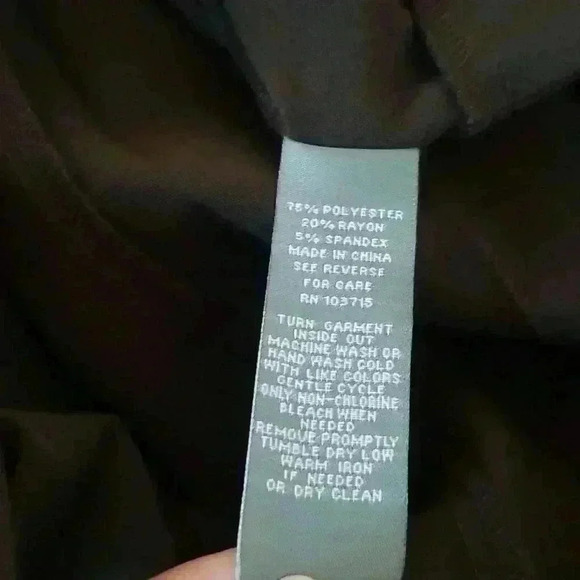 75% POLYESTER
20% RAYON
5% SPANDEX
MADE IN CHINA
SEE REVERSE
FOR CARE
RN 103715
TURN GARMENT
INSIDE OUT
MACHINE WASH OR
HAND WASH COLD
WITH LIKE COLORS
GENTLE CYCLE
ONLY NON-CHLORINE
BLEACH WHEN
NEEDED
REMOVE PROMPTLY
TUMBLE DRY LOW
WARM IRON
IF NEEDED
OR DRY CLEAN